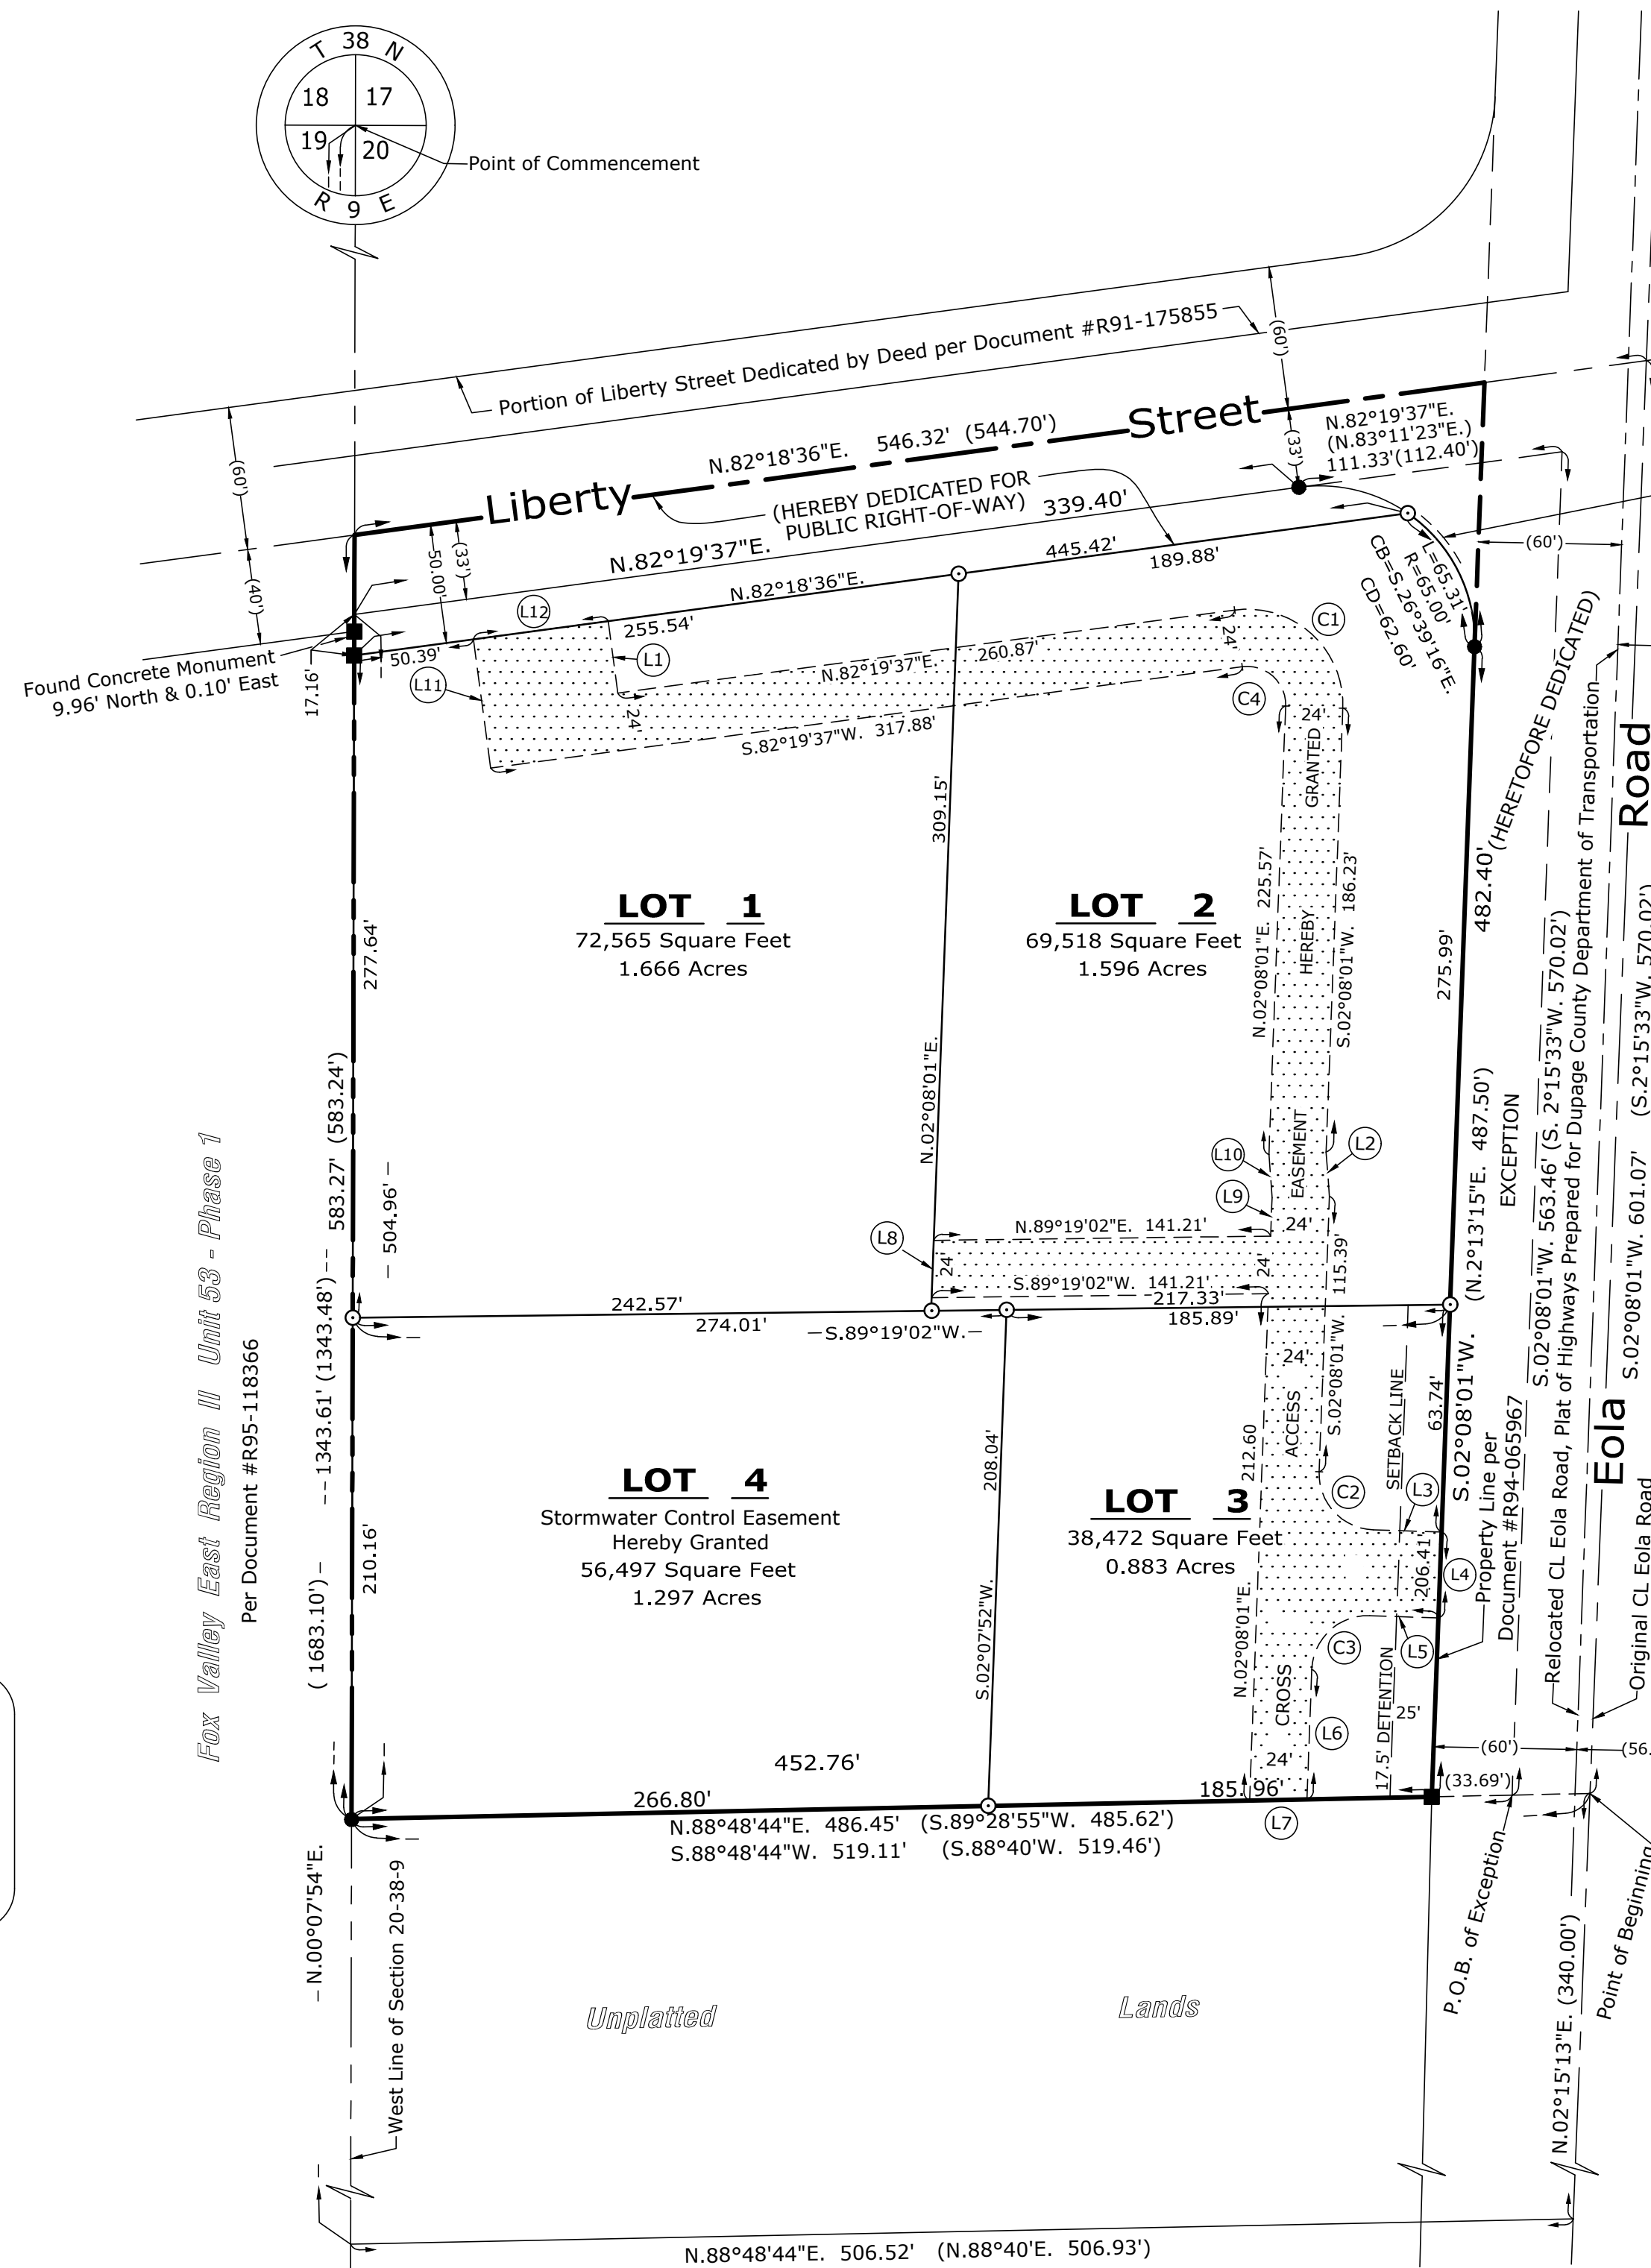 T 38 N
18 17
19 20
R 9 E
Point of Commencement
Portion of Liberty Street Dedicated by Deed per Document #R91-175855
(60')
(60')
(33')
N.82°18'36"E. 546.32' (544.70')
Liberty Street
N.82°19'37"E.
(N.83°11'23"E.)
111.33'(112.40')
(HEREBY DEDICATED FOR
PUBLIC RIGHT-OF-WAY)
N.82°19'37"E. 339.40'
(40')
50.00'
(33')
N.82°18'36"E. 445.42'
189.88'
255.54'
50.39'
L12
L1
L11
Found Concrete Monument
9.96' North & 0.10' East
17.16'
L=65.31'
R=65.00'
CB=S.26°39'16"E.
CD=62.60'
(60')
C1
C4
24'
N.82°19'37"E. 260.87'
24'
S.82°19'37"W. 317.88'
24'
(HERETOFORE DEDICATED)
277.64'
309.15'
N.02°08'01"E.
LOT 1
72,565 Square Feet
1.666 Acres
LOT 2
69,518 Square Feet
1.596 Acres
N.02°08'01"E. 225.57'
S.02°08'01"W. 186.23'
CROSS ACCESS EASEMENT HEREBY GRANTED
275.99'
482.40'
(N.2°13'15"E. 487.50')
EXCEPTION
S.02°08'01"W. 563.46' (S. 2°15'33"W. 570.02')
Relocated CL Eola Road, Plat of Highways Prepared for Dupage County Department of Transportation
Eola Road
S.02°08'01"W. 601.07' (S.2°15'33"W. 570.02')
Original CL Eola Road
Fox Valley East Region II Unit 53 - Phase 1
Per Document #R95-118366
583.27' (583.24')
504.96'
1343.61' (1343.48')
( 1683.10')
L10
L2
L9
L8
N.89°19'02"E. 141.21'
24'
24'
24'
S.89°19'02"W. 141.21'
217.33'
185.89'
242.57'
274.01'
S.89°19'02"W.
115.39'
S.02°08'01"W.
24'
212.60
N.02°08'01"E.
210.16'
208.04'
S.02°07'52"W.
LOT 4
Stormwater Control Easement
Hereby Granted
56,497 Square Feet
1.297 Acres
LOT 3
38,472 Square Feet
0.883 Acres
C2
L3
L4
C3
L5
L6
L7
17.5' DETENTION SETBACK LINE
25'
63.74'
206.41'
S.02°08'01"W.
Property Line per
Document #R94-065967
24'
(60')
(56.
(33.69')
452.76'
266.80'
185.96'
N.88°48'44"E. 486.45' (S.89°28'55"W. 485.62')
S.88°48'44"W. 519.11' (S.88°40'W. 519.46')
N.00°07'54"E.
West Line of Section 20-38-9
Unplatted Lands
P.O.B. of Exception
Point of Beginning
N.02°15'13"E. (340.00')
N.88°48'44"E. 506.52' (N.88°40'E. 506.93')